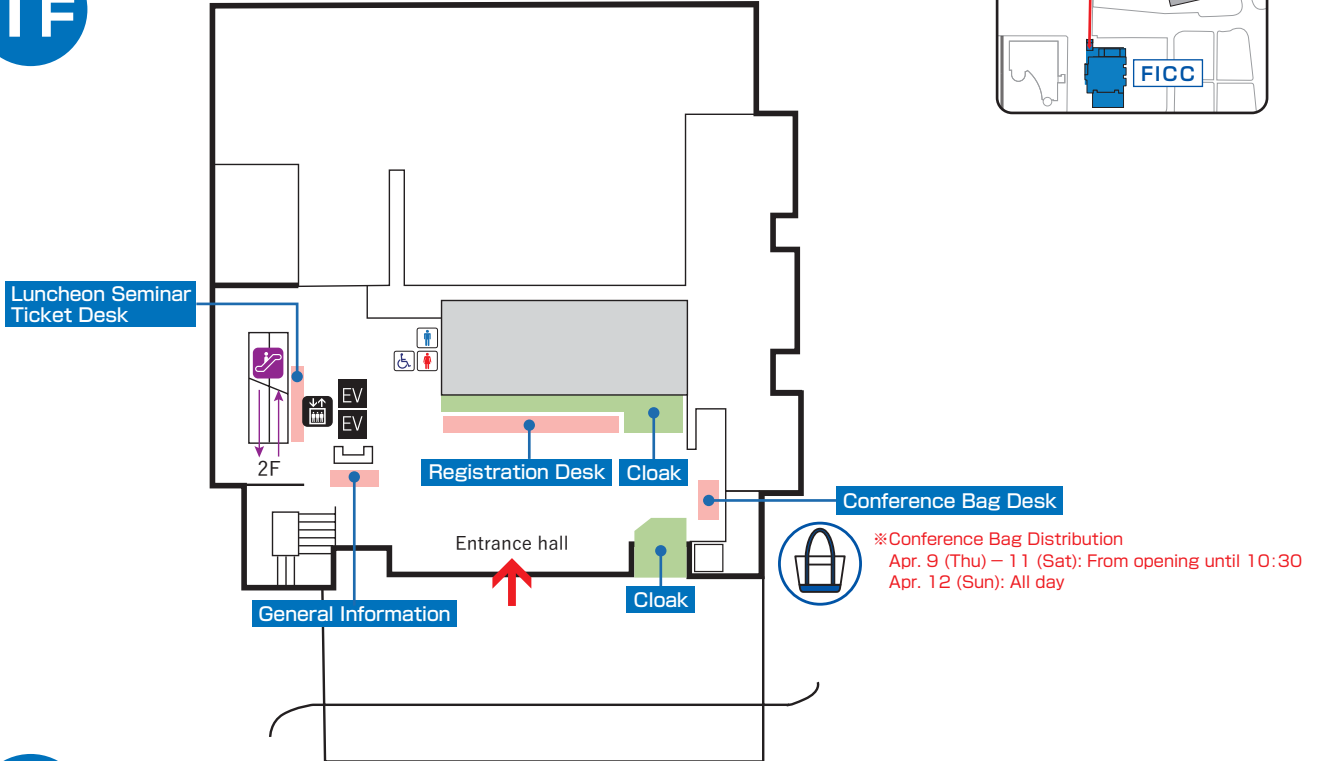 1F
FICC
Luncheon Seminar
Ticket Desk
EV
EV
2F
Registration Desk
Cloak
Conference Bag Desk
※Conference Bag Distribution
Apr. 9 (Thu) – 11 (Sat): From opening until 10:30
Apr. 12 (Sun): All day
Entrance hall
Cloak
General Information